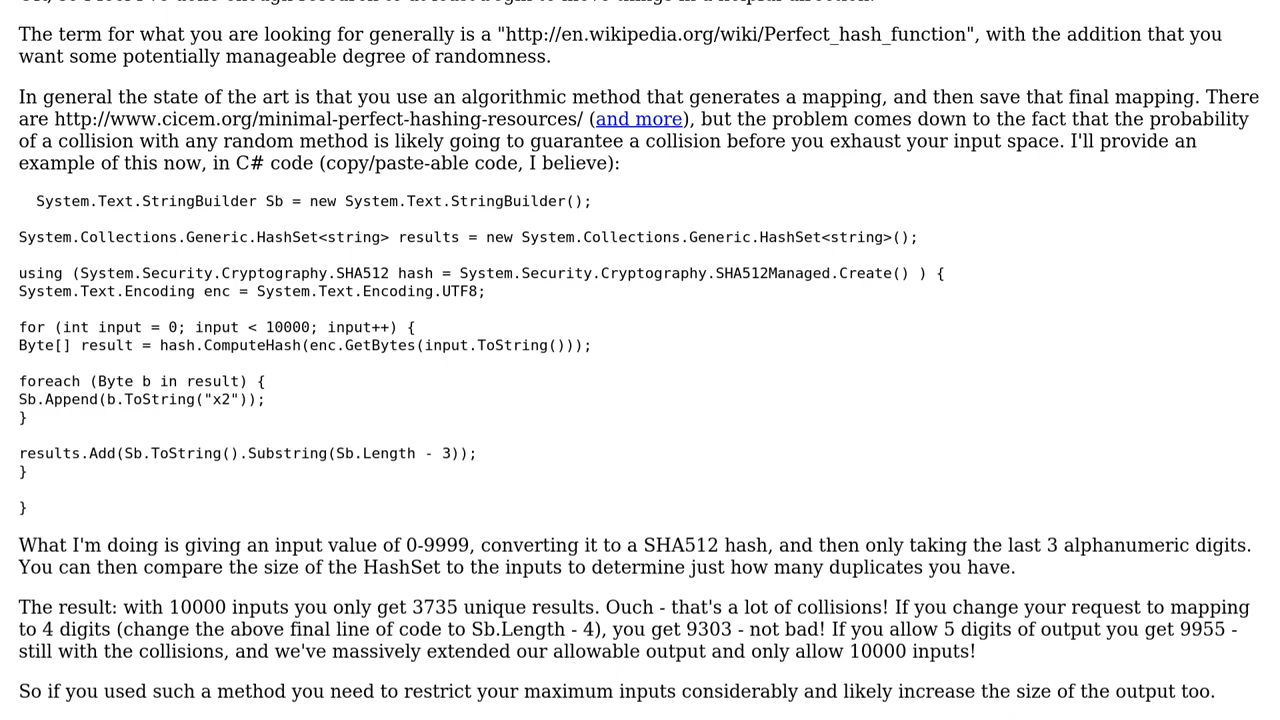 The term for what you are looking for generally is a "http://en.wikipedia.org/wiki/Perfect_hash_function", with the addition that you
want some potentially manageable degree of randomness.
In general the state of the art is that you use an algorithmic method that generates a mapping, and then save that final mapping. There
are http://www.cicem.org/minimal-perfect-hashing-resources/ (and more), but the problem comes down to the fact that the probability
of a collision with any random method is likely going to guarantee a collision before you exhaust your input space. I'll provide an
example of this now, in C# code (copy/paste-able code, I believe):
System.Text.StringBuilder Sb = new System.Text.StringBuilder();
System.Collections.Generic.HashSet<string> results = new System.Collections.Generic.HashSet<string>();
using (System.Security.Cryptography.SHA512 hash = System.Security.Cryptography.SHA512Managed.Create() ) {
System.Text.Encoding enc = System.Text.Encoding.UTF8;
for (int input = 0; input < 10000; input++) {
Byte[] result = hash.ComputeHash(enc.GetBytes(input.ToString()));
foreach (Byte b in result) {
Sb.Append(b.ToString("x2"));
}
results.Add(Sb.ToString().Substring(Sb.Length - 3));
}
}
What I'm doing is giving an input value of 0-9999, converting it to a SHA512 hash, and then only taking the last 3 alphanumeric digits.
You can then compare the size of the HashSet to the inputs to determine just how many duplicates you have.
The result: with 10000 inputs you only get 3735 unique results. Ouch - that's a lot of collisions! If you change your request to mapping
to 4 digits (change the above final line of code to Sb.Length - 4), you get 9303 - not bad! If you allow 5 digits of output you get 9955 -
still with the collisions, and we've massively extended our allowable output and only allow 10000 inputs!
So if you used such a method you need to restrict your maximum inputs considerably and likely increase the size of the output too.